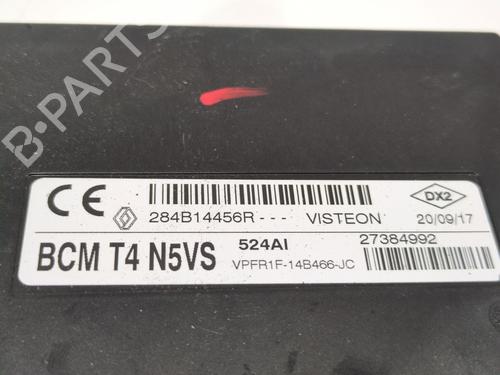 B-PARTS
CE
284B14456R--- VISTEON
DX2
20/09/17
BCM T4 N5VS
524AI
VPFR1F-14B466-JC
27384992